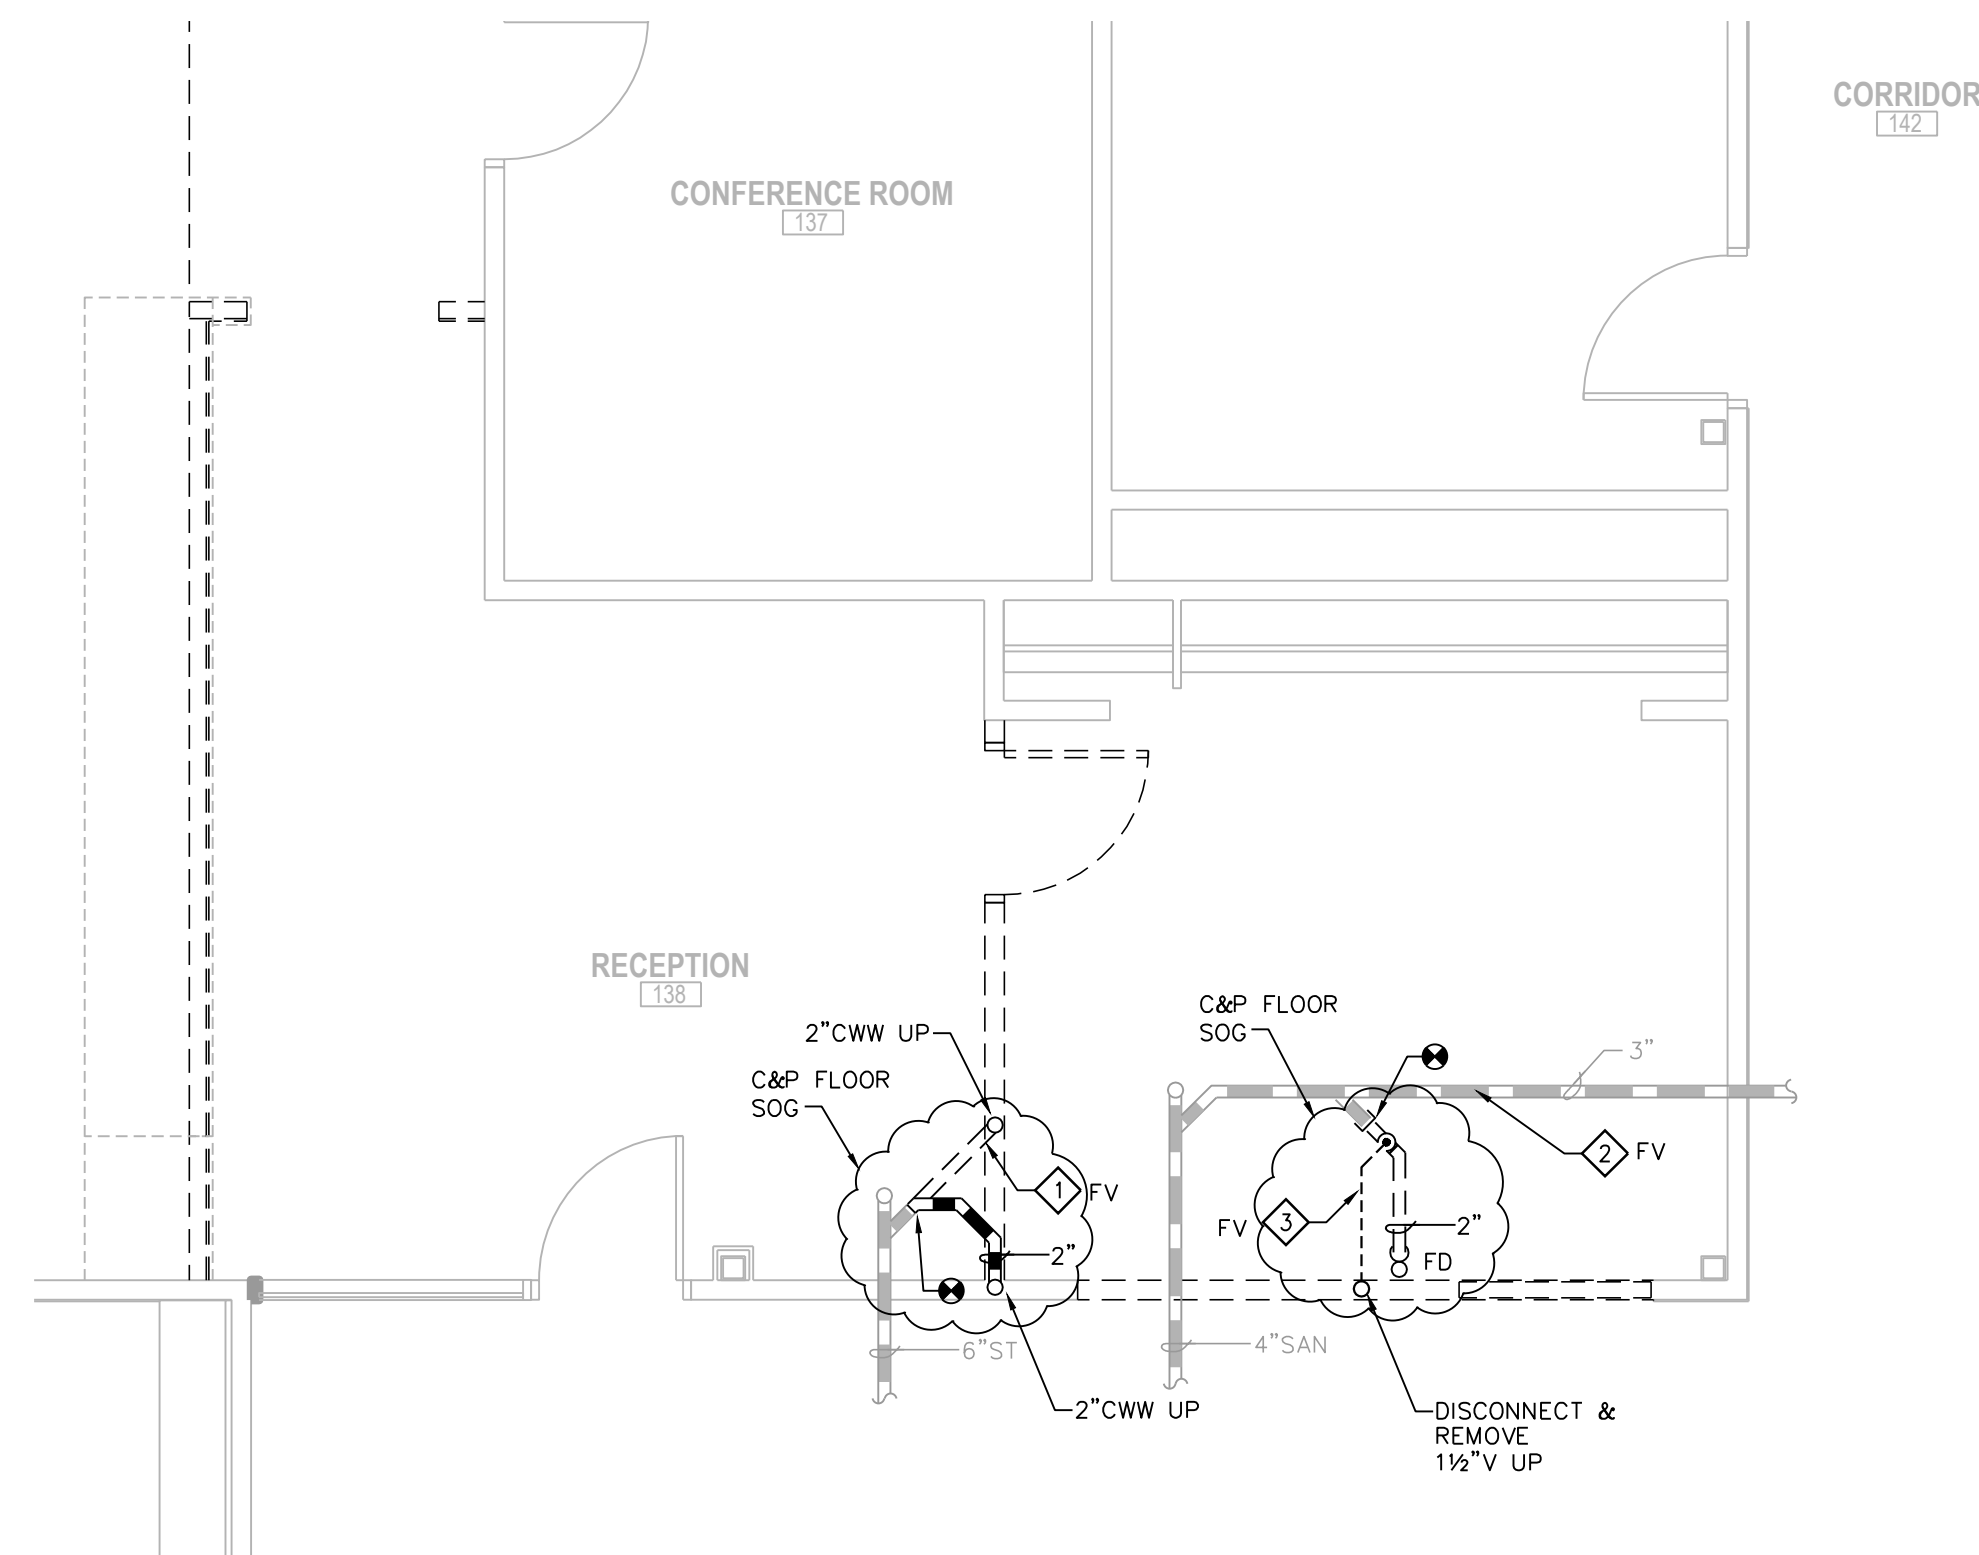 CORRIDOR
142
CONFERENCE ROOM
137
RECEPTION
138
C&P FLOOR
SOG
2"CWW UP
3"
C&P FLOOR
SOG
2 FV
1 FV
FV 3
2"
2"
FD
6"ST
4"SAN
2"CWW UP
DISCONNECT &
REMOVE
1½"V UP